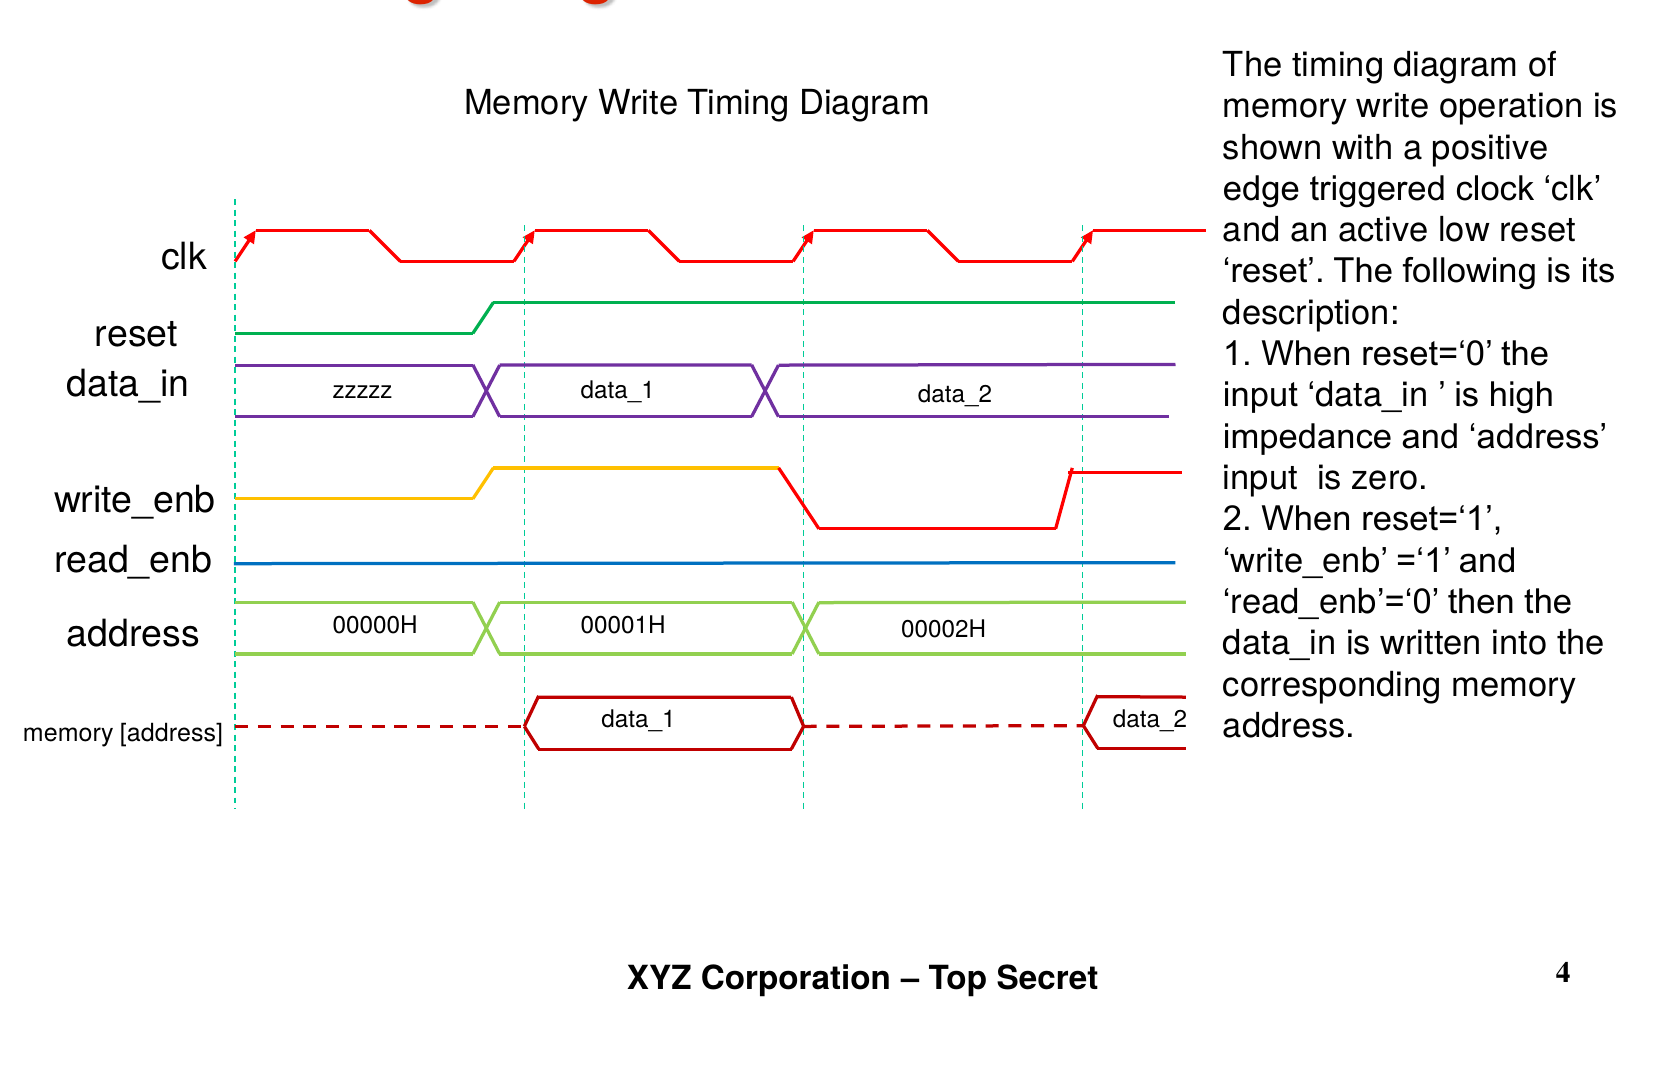 Memory Write Timing Diagram
clk
reset
data_in
zzzzz
data_1
data_2
write_enb
read_enb
address
00000H
00001H
00002H
memory [address]
data_1
data_2
The timing diagram of
memory write operation is
shown with a positive
edge triggered clock ‘clk’
and an active low reset
‘reset’. The following is its
description:
1. When reset=‘0’ the
input ‘data_in ’ is high
impedance and ‘address’
input  is zero.
2. When reset=‘1’,
‘write_enb’ =‘1’ and
‘read_enb’=‘0’ then the
data_in is written into the
corresponding memory
address.
XYZ Corporation – Top Secret
4